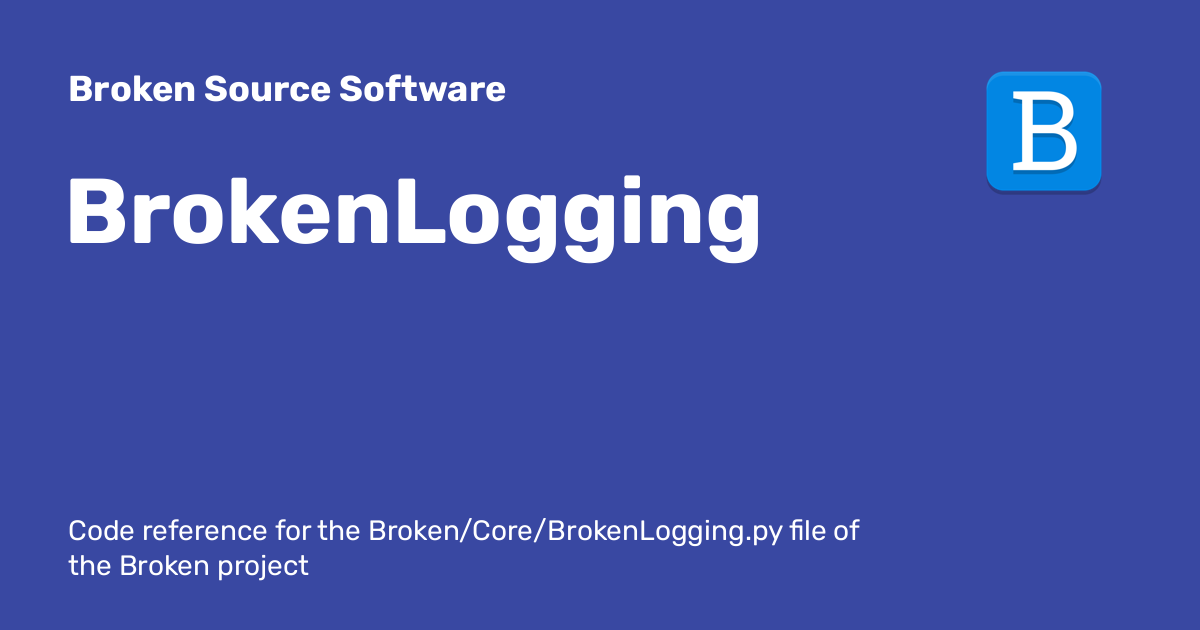 Broken Source Software
B
BrokenLogging
Code reference for the Broken/Core/BrokenLogging.py file of
the Broken project